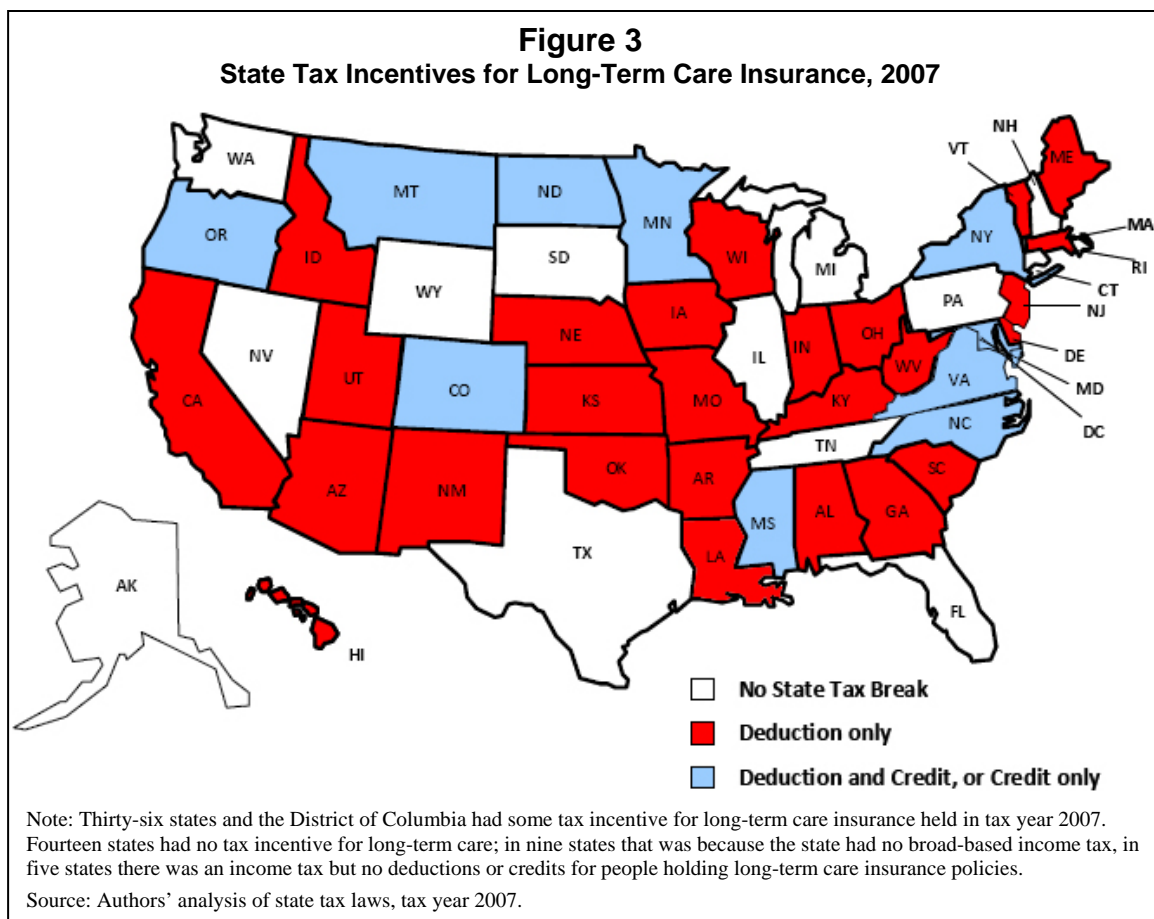 Figure 3
State Tax Incentives for Long-Term Care Insurance, 2007
NH
VT
WA
ME
MT
ND
MN
OR
MA
NY
ID
SD
WI
MI
RI
WY
CT
PA
IA
NJ
NE
OH
NV
IN
IL
DE
UT
WV
CO
VA
MD
CA
KS
MO
KY
DC
NC
TN
OK
AZ
NM
AR
SC
MS
AL
GA
TX
LA
AK
FL
HI
No State Tax Break
Deduction only
Deduction and Credit, or Credit only
Note: Thirty-six states and the District of Columbia had some tax incentive for long-term care insurance held in tax year 2007.
Fourteen states had no tax incentive for long-term care; in nine states that was because the state had no broad-based income tax, in
five states there was an income tax but no deductions or credits for people holding long-term care insurance policies.
Source: Authors' analysis of state tax laws, tax year 2007.